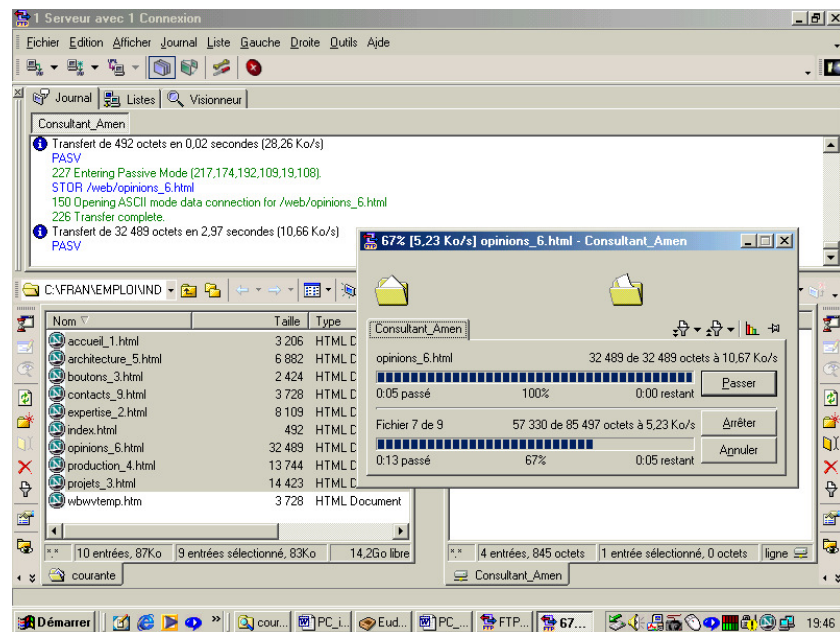 1 Serveur avec 1 Connexion
Fichier Edition Afficher Journal Liste Gauche Droite Outils Aide
Journal Listes Visionneur
Consultant_Amen
Transfert de 492 octets en 0,02 secondes (28,26 Ko/s)
PASV
227 Entering Passive Mode (217,174,192,109,19,108).
STOR /web/opinions_6.html
150 Opening ASCII mode data connection for /web/opinions_6.html
226 Transfer complete.
Transfert de 32 489 octets en 2,97 secondes (10,66 Ko/s)
PASV
67% [5,23 Ko/s] opinions_6.html - Consultant_Amen
Consultant_Amen
opinions_6.html 32 489 de 32 489 octets à 10,67 Ko/s
0:05 passé 100% 0:00 restant
Passer
Fichier 7 de 9 57 330 de 85 497 octets à 5,23 Ko/s
Arrêter
0:13 passé 67% 0:05 restant
Annuler
C:\FRAN\EMPLOI\IND
Nom Taille Type
accueil_1.html 3 206 HTML D
architecture_5.html 6 882 HTML D
boutons_3.html 2 424 HTML D
contacts_9.html 3 728 HTML D
expertise_2.html 8 109 HTML D
index.html 492 HTML D
opinions_6.html 32 489 HTML D
production_4.html 13 744 HTML D
projets_3.html 14 423 HTML D
wbwvtemp.htm 3 728 HTML Document
*.* 10 entrées, 87Ko 9 entrées sélectionné, 83Ko 14,2Go libre
*.* 4 entrées, 845 octets 1 entrée sélectionné, 0 octets ligne
courante
Consultant_Amen
Démarrer » cour... PC_i... Eud... PC_... FTP... 67... 19:46